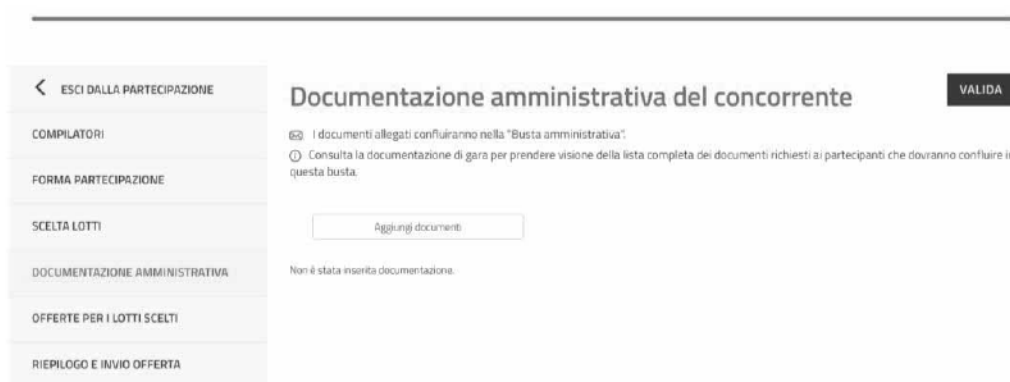 ESCI DALLA PARTECIPAZIONE
COMPILATORI
FORMA PARTECIPAZIONE
SCELTA LOTTI
DOCUMENTAZIONE AMMINISTRATIVA
OFFERTE PER I LOTTI SCELTI
RIEPILOGO E INVIO OFFERTA
Documentazione amministrativa del concorrente
VALIDA
I documenti allegati confluiranno nella "Busta amministrativa".
Consulta la documentazione di gara per prendere visione della lista completa dei documenti richiesti ai partecipanti che dovranno confluire in
questa busta.
Aggiungi documenti
Non è stata inserita documentazione.